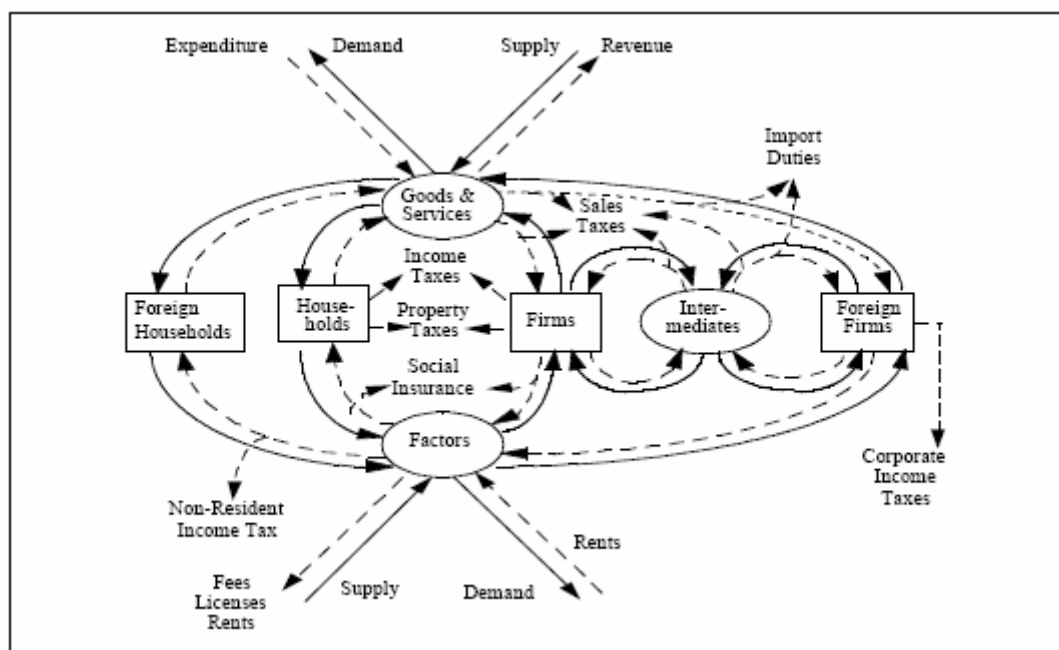 Expenditure
Demand
Supply
Revenue
Import
Duties
Goods &
Services
Sales
Taxes
Income
Taxes
Foreign
Households
House-
holds
Property
Taxes
Firms
Inter-
mediates
Foreign
Firms
Social
Insurance
Factors
Corporate
Income
Taxes
Non-Resident
Income Tax
Rents
Fees
Licenses
Rents
Supply
Demand